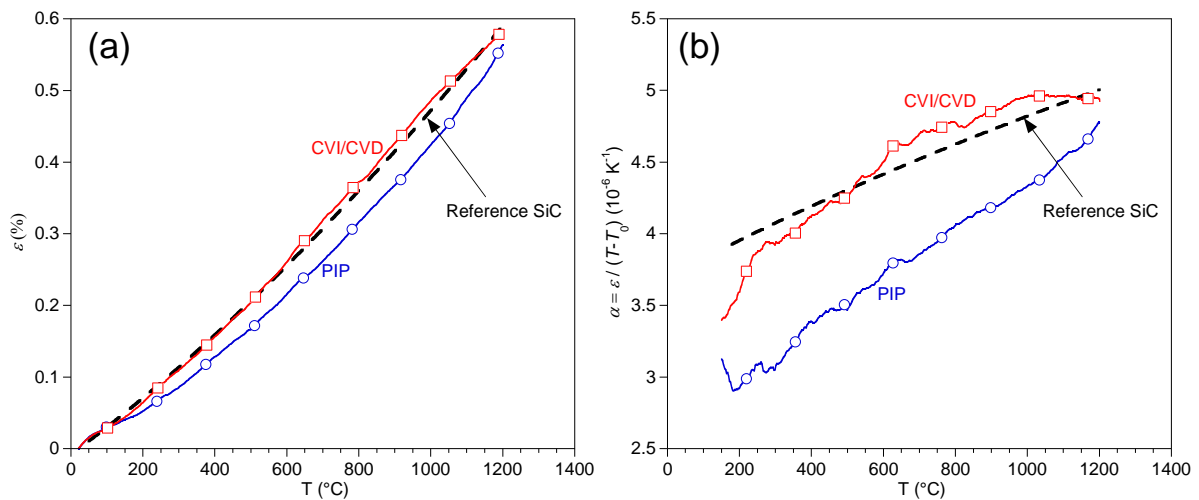 (a)
0.6
0.5
0.4
0.3
0.2
0.1
0
ε (%)
CVI/CVD
Reference SiC
PIP
0 200 400 600 800 1000 1200 1400
T (°C)
(b)
5.5
5
4.5
4
3.5
3
2.5
α = ε / (T-T₀) (10⁻⁶ K⁻¹)
CVI/CVD
Reference SiC
PIP
0 200 400 600 800 1000 1200 1400
T (°C)